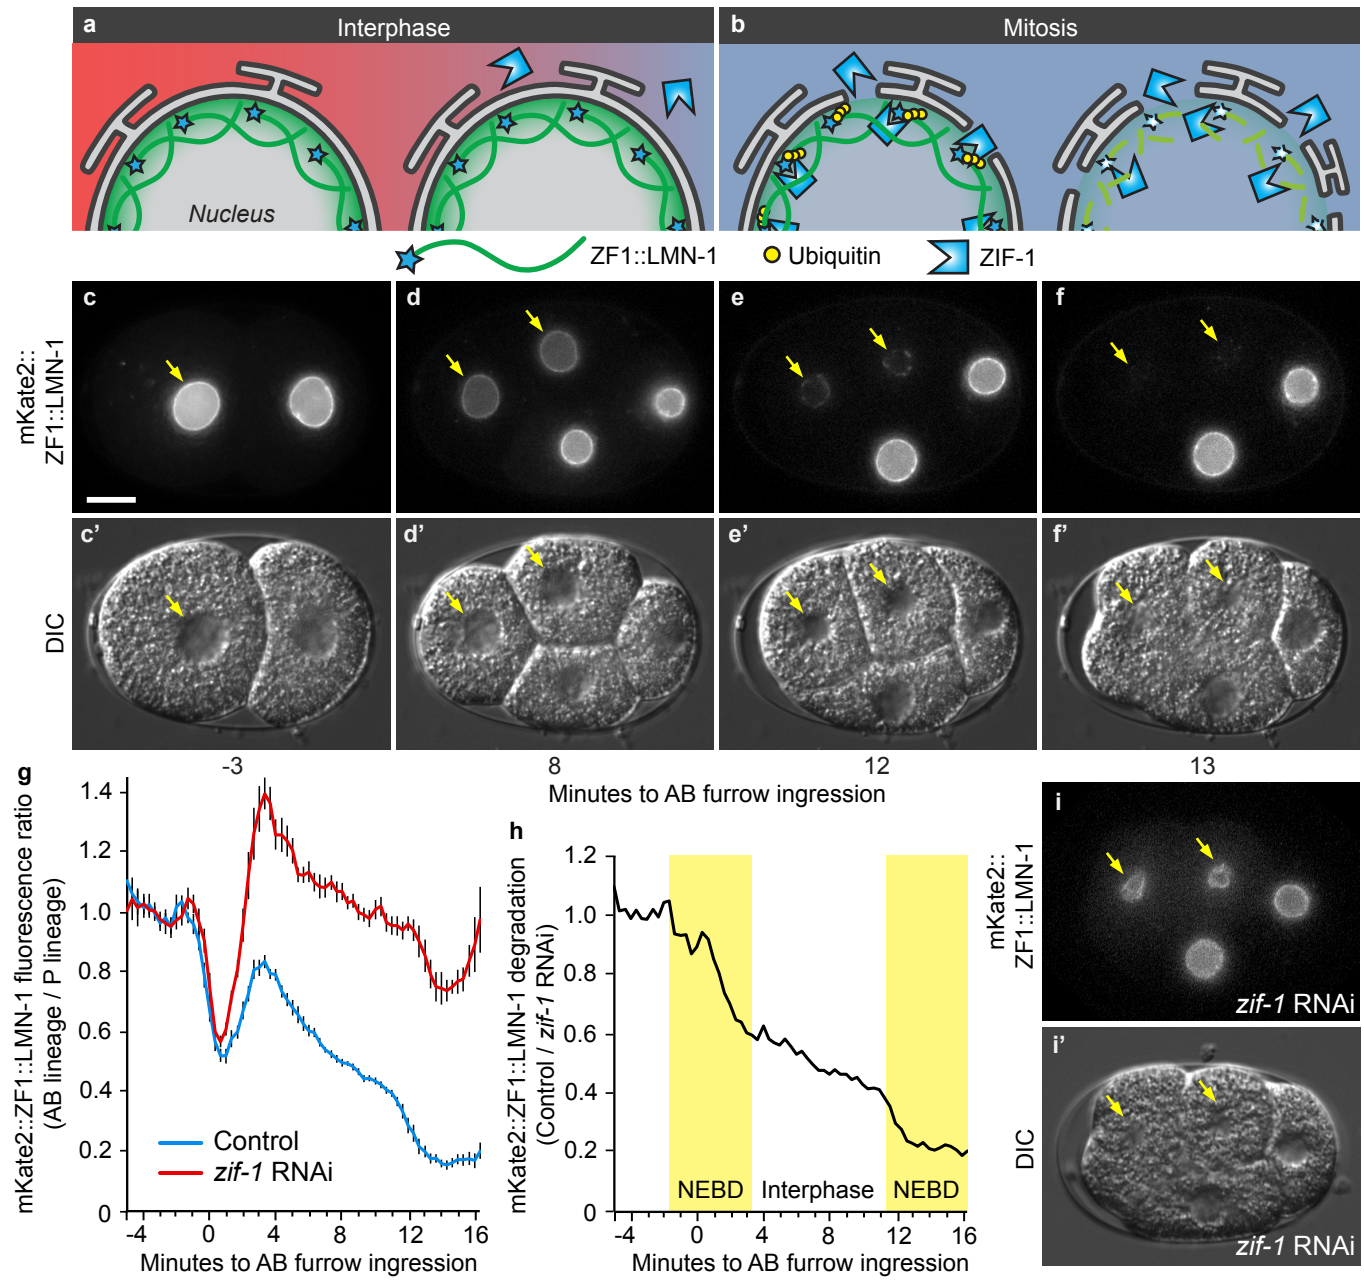 a Interphase
b Mitosis
Nucleus
ZF1::LMN-1
Ubiquitin
ZIF-1
mKate2::
ZF1::LMN-1
c
d
e
f
DIC
c’
d’
e’
f’
-3
8
12
13
Minutes to AB furrow ingression
g
mKate2::ZF1::LMN-1 fluorescence ratio
(AB lineage / P lineage)
1.4
1.2
1.0
0.8
0.6
0.4
0.2
0
Control
zif-1 RNAi
-4 0 4 8 12 16
Minutes to AB furrow ingression
h
mKate2::ZF1::LMN-1 degradation
(Control / zif-1 RNAi)
1.2
1.0
0.8
0.6
0.4
0.2
0
NEBD Interphase NEBD
-4 0 4 8 12 16
Minutes to AB furrow ingression
mKate2::
ZF1::LMN-1
i
zif-1 RNAi
DIC
i’
zif-1 RNAi